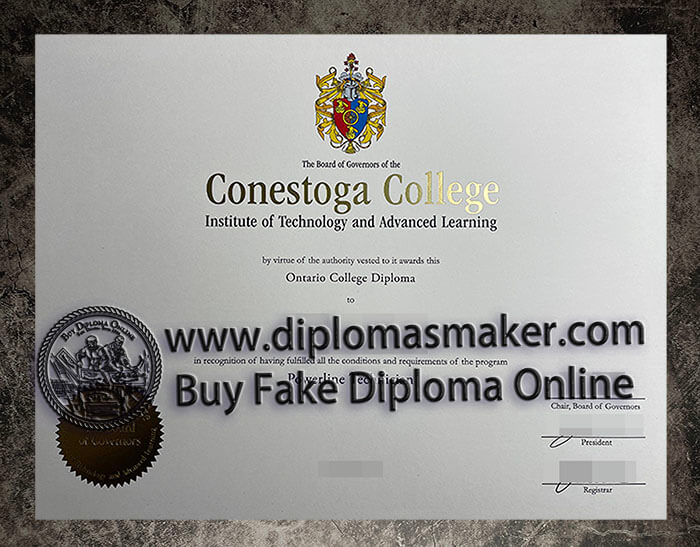 The Board of Governors of the
Conestoga College
Institute of Technology and Advanced Learning
by virtue of the authority vested to it awards this
Ontario College Diploma
to
BUY DIPLOMA ONLINE
www.diplomasmaker.com
in recognition of having fulfilled all the conditions and requirements of the program
Powerline Technician
Buy Fake Diploma Online
Chair, Board of Governors
of Governors
President
Registrar